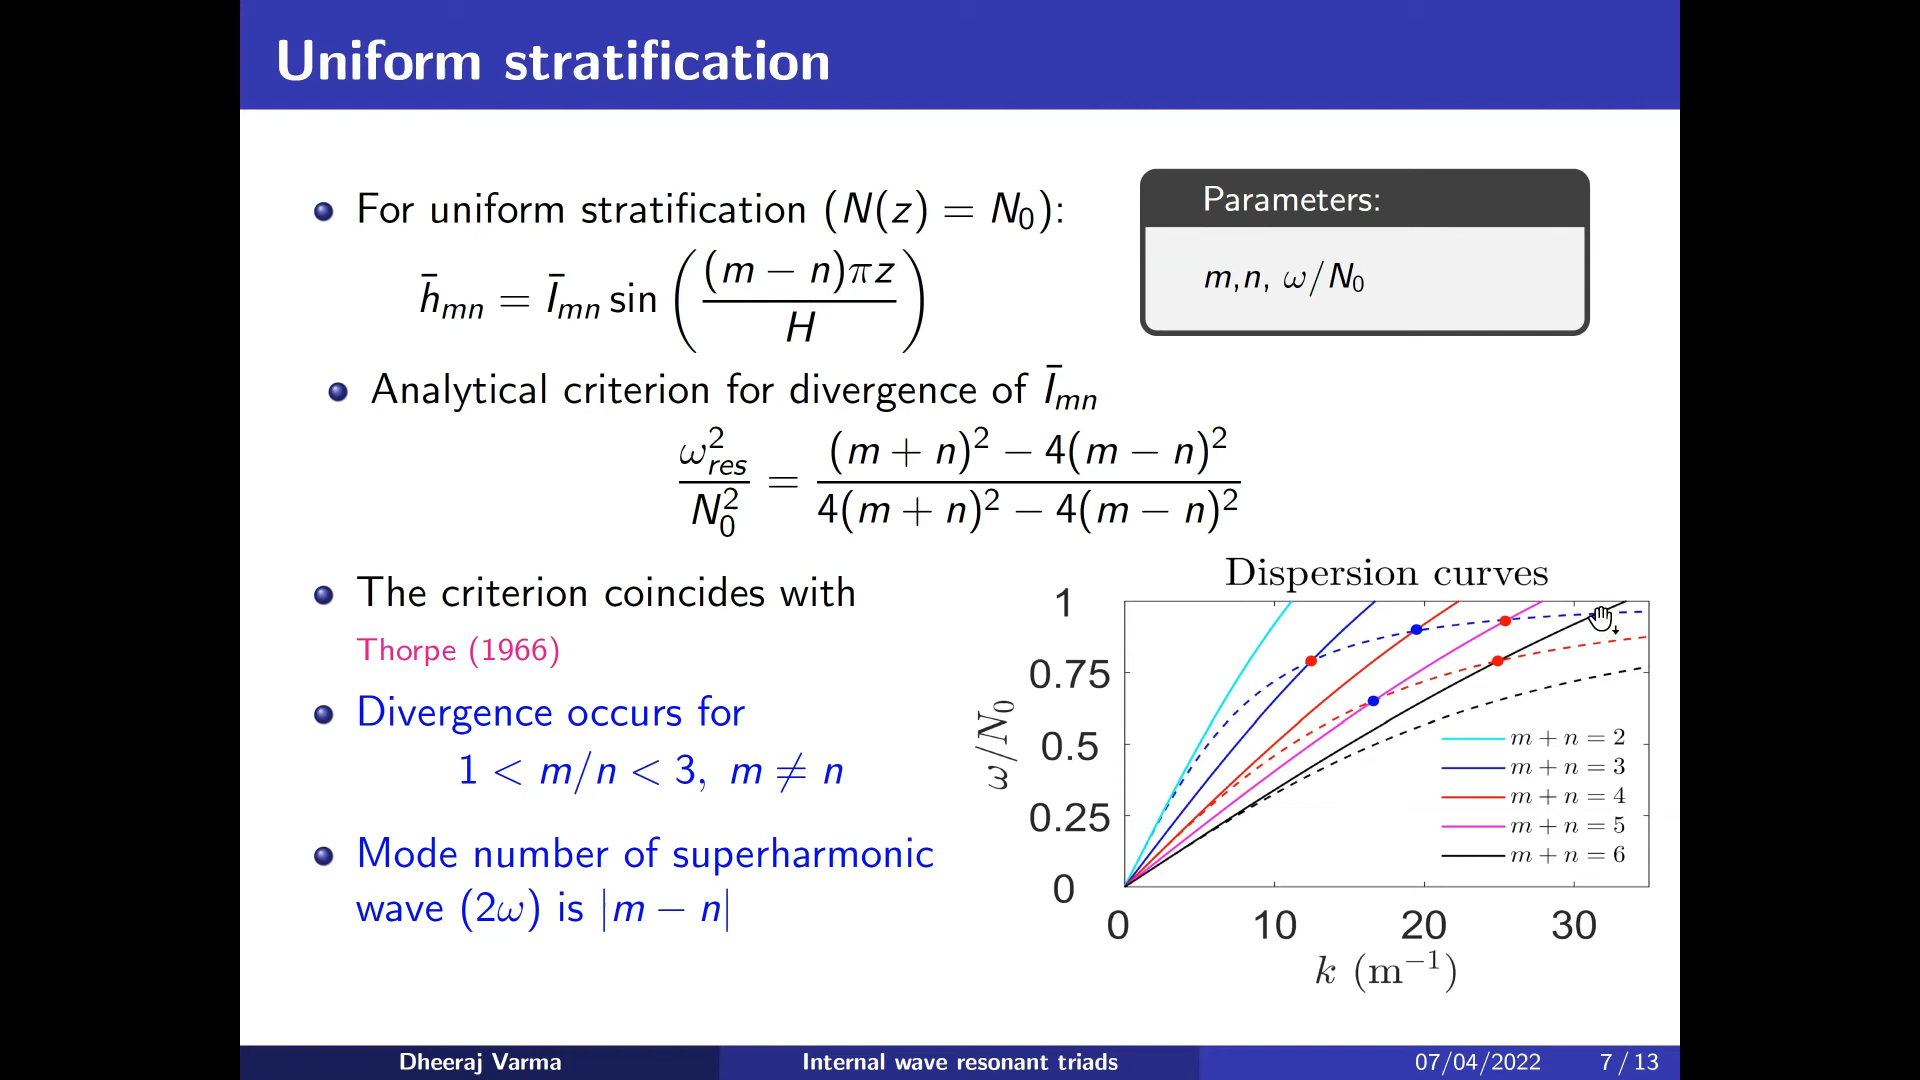 Uniform stratification
For uniform stratification (N(z) = N₀):
h̄ₘₙ = Īₘₙ sin ( (m − n)πz / H )
Parameters:
m,n, ω/N₀
Analytical criterion for divergence of Īₘₙ
ω²_res / N₀² = ((m + n)² − 4(m − n)²) / (4(m + n)² − 4(m − n)²)
The criterion coincides with
Thorpe (1966)
Divergence occurs for
1 < m/n < 3, m ≠ n
Mode number of superharmonic
wave (2ω) is |m − n|
Dispersion curves
1
0.75
0.5
0.25
0
ω/N₀
m + n = 2
m + n = 3
m + n = 4
m + n = 5
m + n = 6
0 10 20 30
k (m⁻¹)
Dheeraj Varma Internal wave resonant triads 07/04/2022 7 / 13